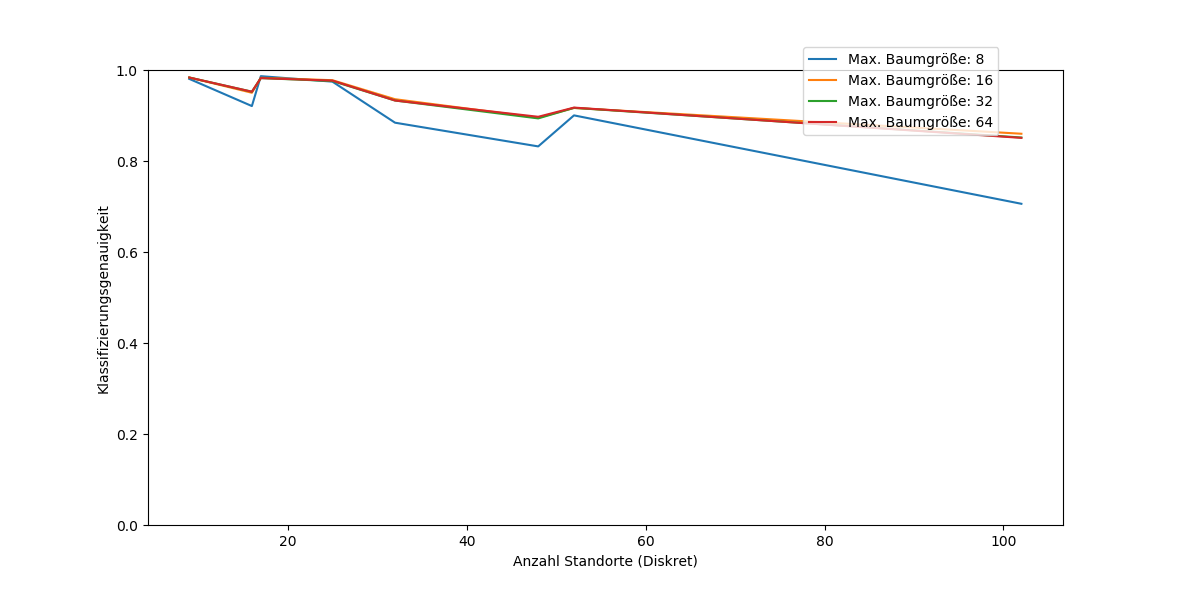 Max. Baumgröße: 8
Max. Baumgröße: 16
Max. Baumgröße: 32
Max. Baumgröße: 64
1.0
0.8
0.6
0.4
0.2
0.0
Klassifizierungsgenauigkeit
20 40 60 80 100
Anzahl Standorte (Diskret)